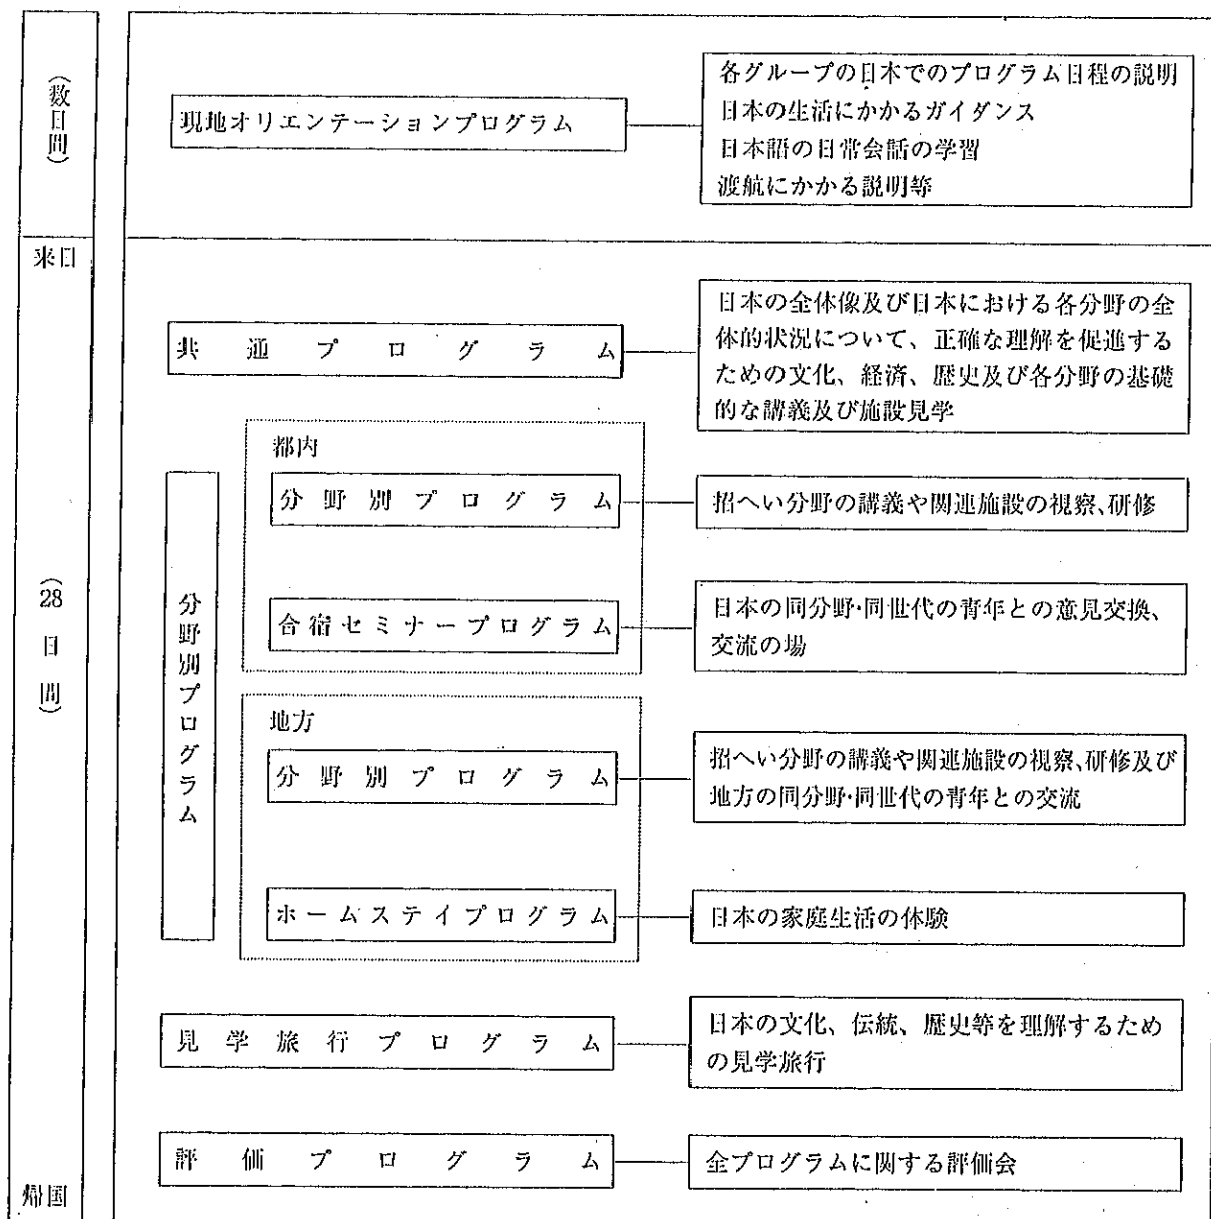 (数日間)
現地オリエンテーションプログラム
各グループの日本でのプログラム日程の説明
日本の生活にかかるガイダンス
日本語の日常会話の学習
渡航にかかる説明等
来日
(28日間)
共通プログラム
日本の全体像及び日本における各分野の全
体的状況について、正確な理解を促進する
ための文化、経済、歴史及び各分野の基礎
的な講義及び施設見学
分野別プログラム
都内
分野別プログラム
招へい分野の講義や関連施設の視察、研修
合宿セミナープログラム
日本の同分野・同世代の青年との意見交換、
交流の場
地方
分野別プログラム
招へい分野の講義や関連施設の視察、研修及び
地方の同分野・同世代の青年との交流
ホームステイプログラム
日本の家庭生活の体験
見学旅行プログラム
日本の文化、伝統、歴史等を理解するため
の見学旅行
評価プログラム
全プログラムに関する評価会
帰国